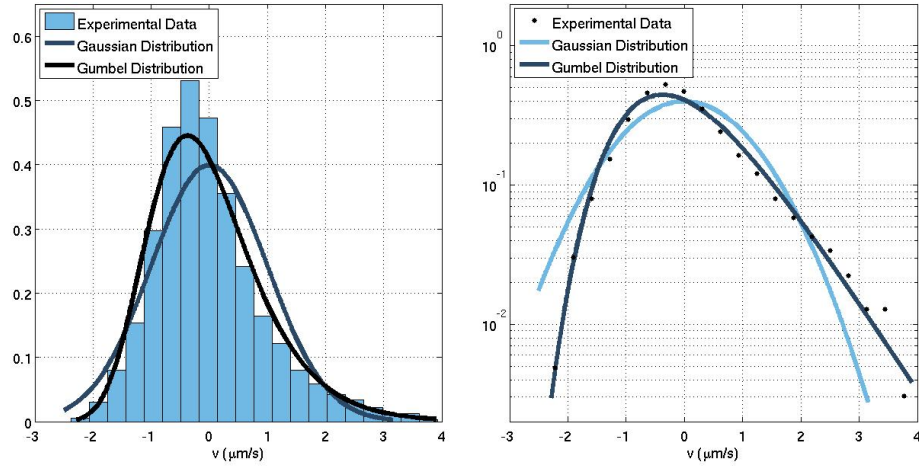 Experimental Data
Gaussian Distribution
Gumbel Distribution
0.6
0.5
0.4
0.3
0.2
0.1
0
-3 -2 -1 0 1 2 3 4
v (μm/s)
Experimental Data
Gaussian Distribution
Gumbel Distribution
10⁰
10⁻¹
10⁻²
-3 -2 -1 0 1 2 3 4
v (μm/s)